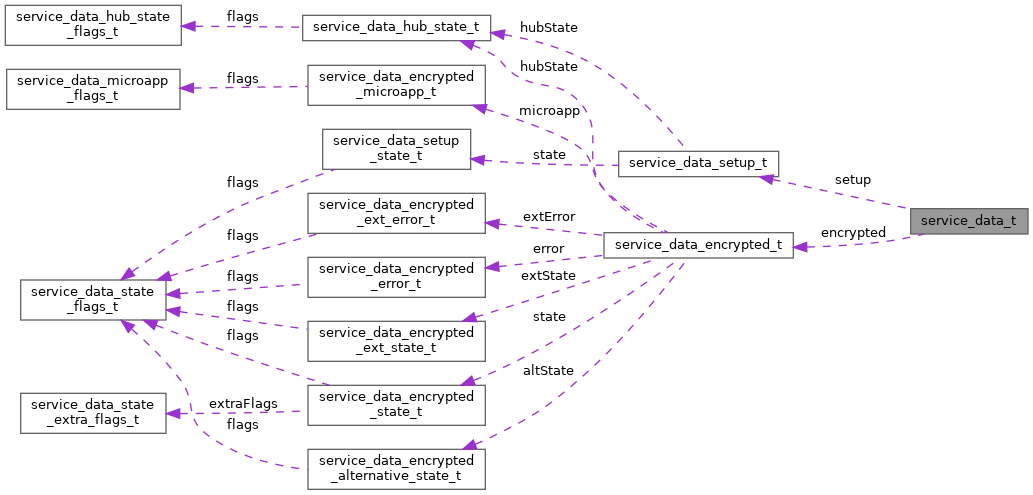 service_data_hub_state
_flags_t
flags
service_data_hub_state_t
hubState
hubState
service_data_microapp
_flags_t
flags
service_data_encrypted
_microapp_t
microapp
service_data_setup
_state_t
state
service_data_setup_t
setup
service_data_t
flags
service_data_encrypted
_ext_error_t
extError
service_data_encrypted_t
encrypted
flags
error
service_data_encrypted
_error_t
flags
extState
service_data_state
_flags_t
flags
service_data_encrypted
_ext_state_t
state
flags
altState
service_data_encrypted
_state_t
extraFlags
service_data_state
_extra_flags_t
flags
service_data_encrypted
_alternative_state_t